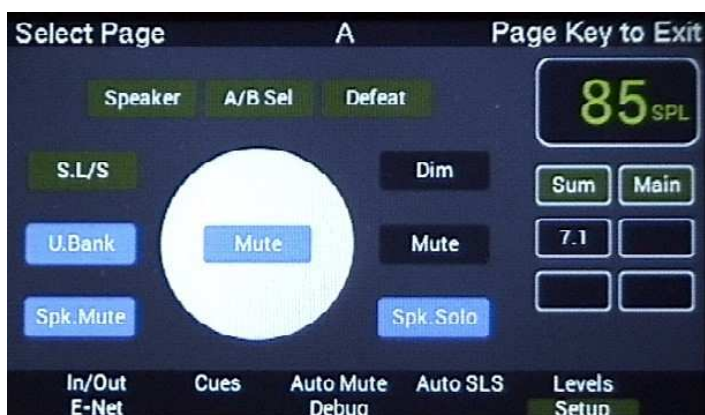 Select Page A Page Key to Exit
Speaker A/B Sel Defeat
85 SPL
S.L/S Dim
Sum Main
U.Bank Mute Mute
7.1
Spk.Mute Spk.Solo
In/Out Cues Auto Mute Auto SLS Levels
E-Net Debug Setup